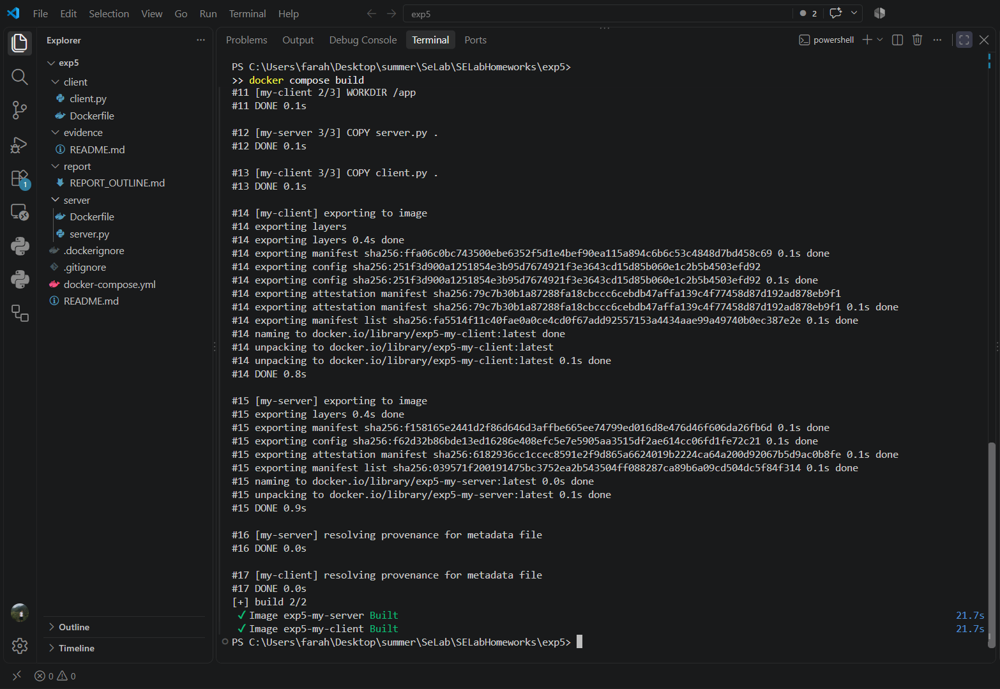 File Edit Selection View Go Run Terminal Help
exp5
2
Explorer
exp5
client
client.py
Dockerfile
evidence
README.md
report
REPORT_OUTLINE.md
server
Dockerfile
server.py
.dockerignore
.gitignore
docker-compose.yml
README.md
1
Outline
Timeline
0 0
Problems Output Debug Console Terminal Ports
powershell
PS C:\Users\farah\Desktop\summer\SeLab\SELabHomeworks\exp5>
>> docker compose build
#11 [my-client 2/3] WORKDIR /app
#11 DONE 0.1s
#12 [my-server 3/3] COPY server.py .
#12 DONE 0.1s
#13 [my-client 3/3] COPY client.py .
#13 DONE 0.1s
#14 [my-client] exporting to image
#14 exporting layers
#14 exporting layers 0.4s done
#14 exporting manifest sha256:ffa06c0bc743500ebe6352f5d1e4bef90ea115a894c6b6c53c4848d7bd458c69 0.1s done
#14 exporting config sha256:251f3d900a1251854e3b95d7674921f3e3643cd15d85b060e1c2b5b4503efd92
#14 exporting config sha256:251f3d900a1251854e3b95d7674921f3e3643cd15d85b060e1c2b5b4503efd92 0.1s done
#14 exporting attestation manifest sha256:79c7b30b1a87288fa18cbccc6cebdb47affa139c4f77458d87d192ad878eb9f1
#14 exporting attestation manifest sha256:79c7b30b1a87288fa18cbccc6cebdb47affa139c4f77458d87d192ad878eb9f1 0.1s done
#14 exporting manifest list sha256:fa5514f11c40fae0a0ce4cd0f67add92557153a4434aae99a49740b0ec387e2e 0.1s done
#14 naming to docker.io/library/exp5-my-client:latest done
#14 unpacking to docker.io/library/exp5-my-client:latest
#14 unpacking to docker.io/library/exp5-my-client:latest 0.1s done
#14 DONE 0.8s
#15 [my-server] exporting to image
#15 exporting layers 0.4s done
#15 exporting manifest sha256:f158165e2441d2f86d646d3affbe665ee74799ed016d8e476d46f606da26fb6d 0.1s done
#15 exporting config sha256:f62d32b86bde13ed16286e408efc5e7e5905aa3515df2ae614cc06fd1fe72c21 0.1s done
#15 exporting attestation manifest sha256:6182936cc1ccec8591e2f9d865a6624019b2224ca64a200d92067b5d9ac0b8fe 0.1s done
#15 exporting manifest list sha256:039571f200191475bc3752ea2b543504ff088287ca89b6a09cd504dc5f84f314 0.1s done
#15 naming to docker.io/library/exp5-my-server:latest 0.0s done
#15 unpacking to docker.io/library/exp5-my-server:latest 0.1s done
#15 DONE 0.9s
#16 [my-server] resolving provenance for metadata file
#16 DONE 0.0s
#17 [my-client] resolving provenance for metadata file
#17 DONE 0.0s
[+] build 2/2
✓ Image exp5-my-server Built 21.7s
✓ Image exp5-my-client Built 21.7s
PS C:\Users\farah\Desktop\summer\SeLab\SELabHomeworks\exp5>